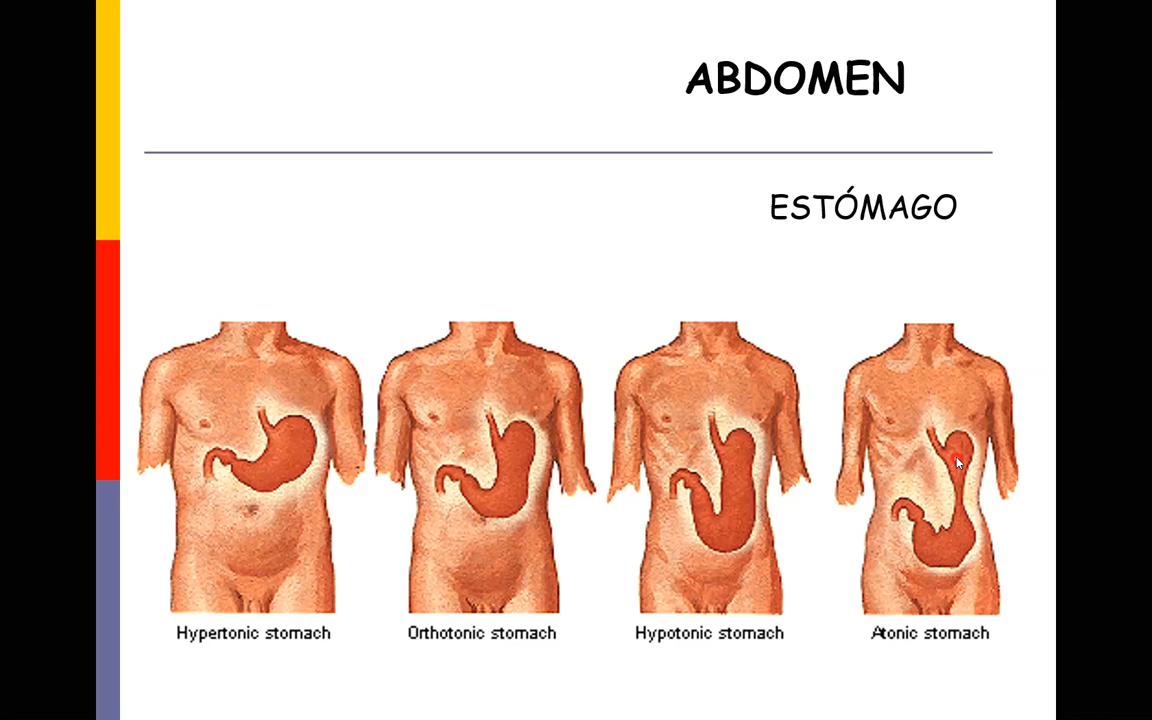 ABDOMEN
ESTÓMAGO
Hypertonic stomach
Orthotonic stomach
Hypotonic stomach
Atonic stomach